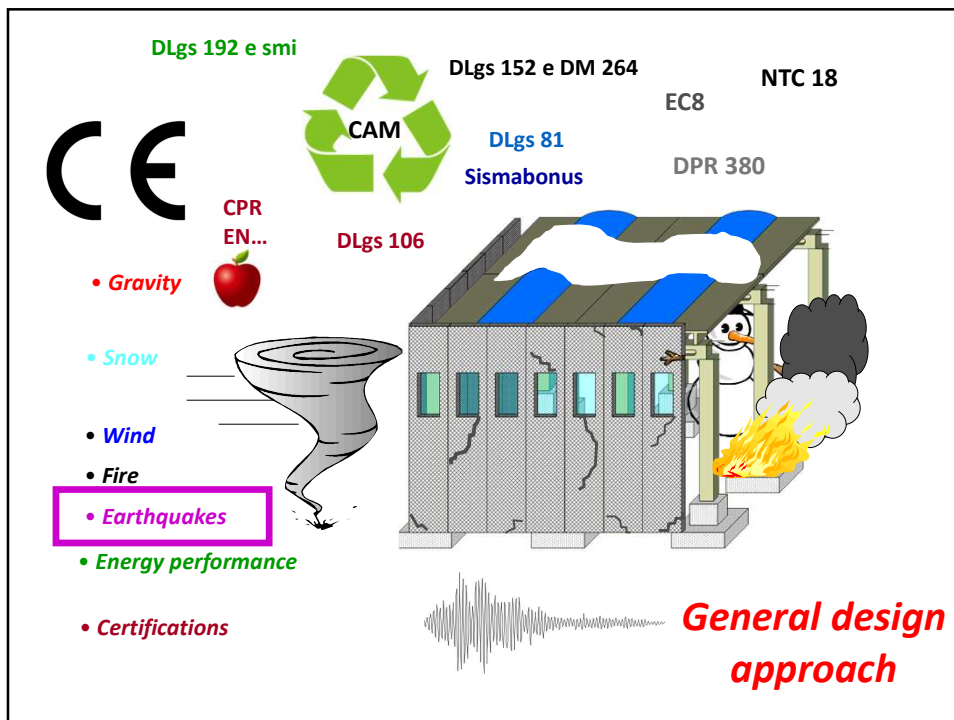 DLgs 192 e smi
DLgs 152 e DM 264
NTC 18
EC8
CE
CAM
DLgs 81
DPR 380
Sismabonus
CPR
EN…
DLgs 106
• Gravity
• Snow
• Wind
• Fire
• Earthquakes
• Energy performance
• Certifications
General design
approach